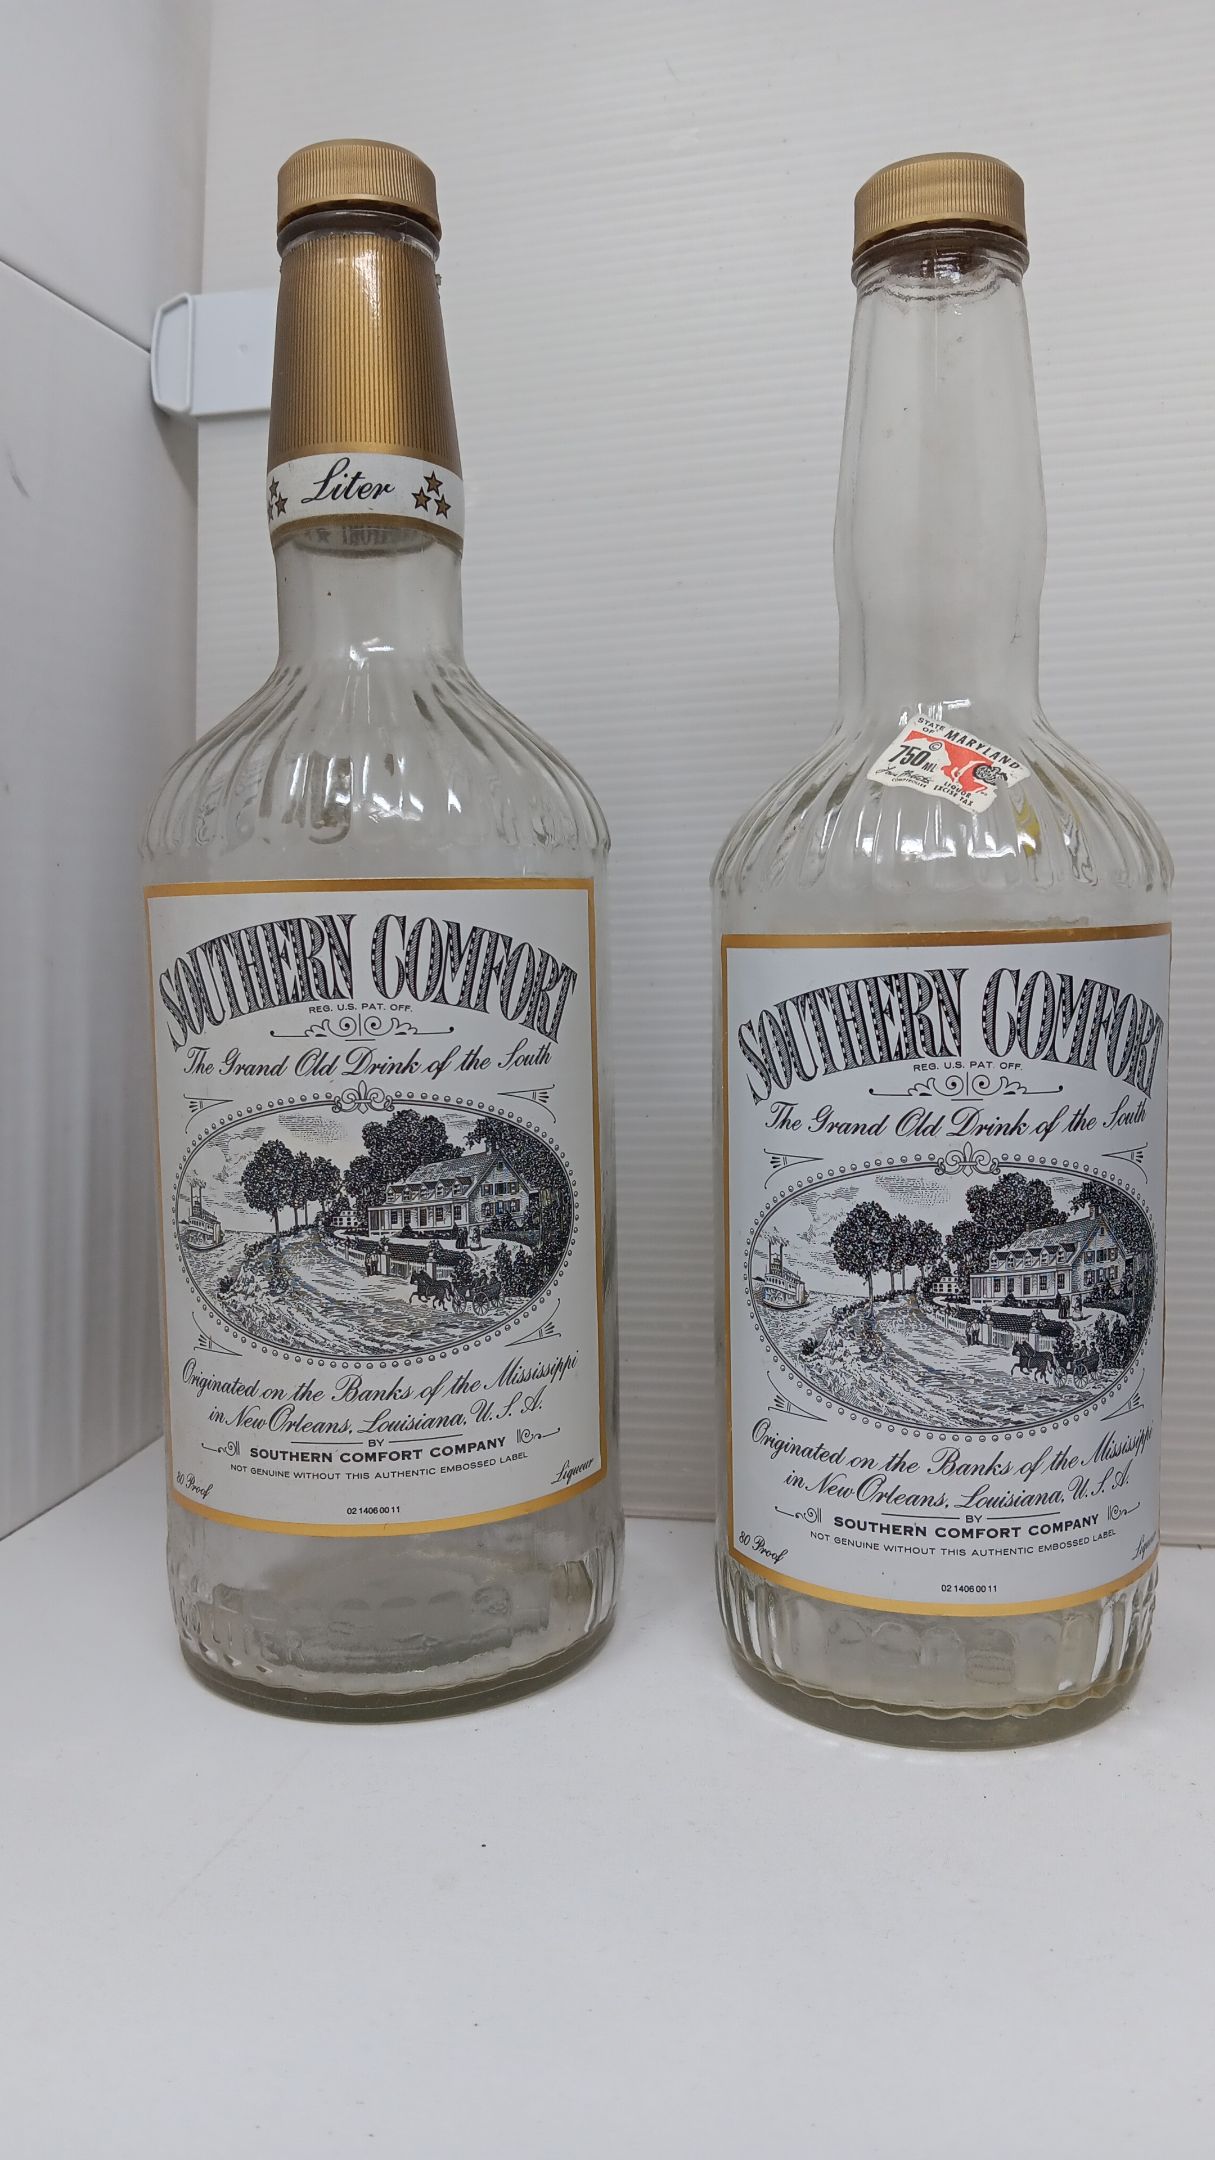 Liter
SOUTHERN COMFORT
REG. U.S. PAT. OFF.
The Grand Old Drink of the South
Originated on the Banks of the Mississippi
in New Orleans, Louisiana, U.S.A.
BY
SOUTHERN COMFORT COMPANY
NOT GENUINE WITHOUT THIS AUTHENTIC EMBOSSED LABEL
80 Proof
Liqueur
02 1406 00 11
STATE OF MARYLAND
750 ML
COMPTROLLER
LIQUOR
EXCISE TAX
SOUTHERN COMFORT
REG. U.S. PAT. OFF.
The Grand Old Drink of the South
Originated on the Banks of the Mississippi
in New Orleans, Louisiana, U.S.A.
BY
SOUTHERN COMFORT COMPANY
NOT GENUINE WITHOUT THIS AUTHENTIC EMBOSSED LABEL
80 Proof
Liqueur
02 1406 00 11